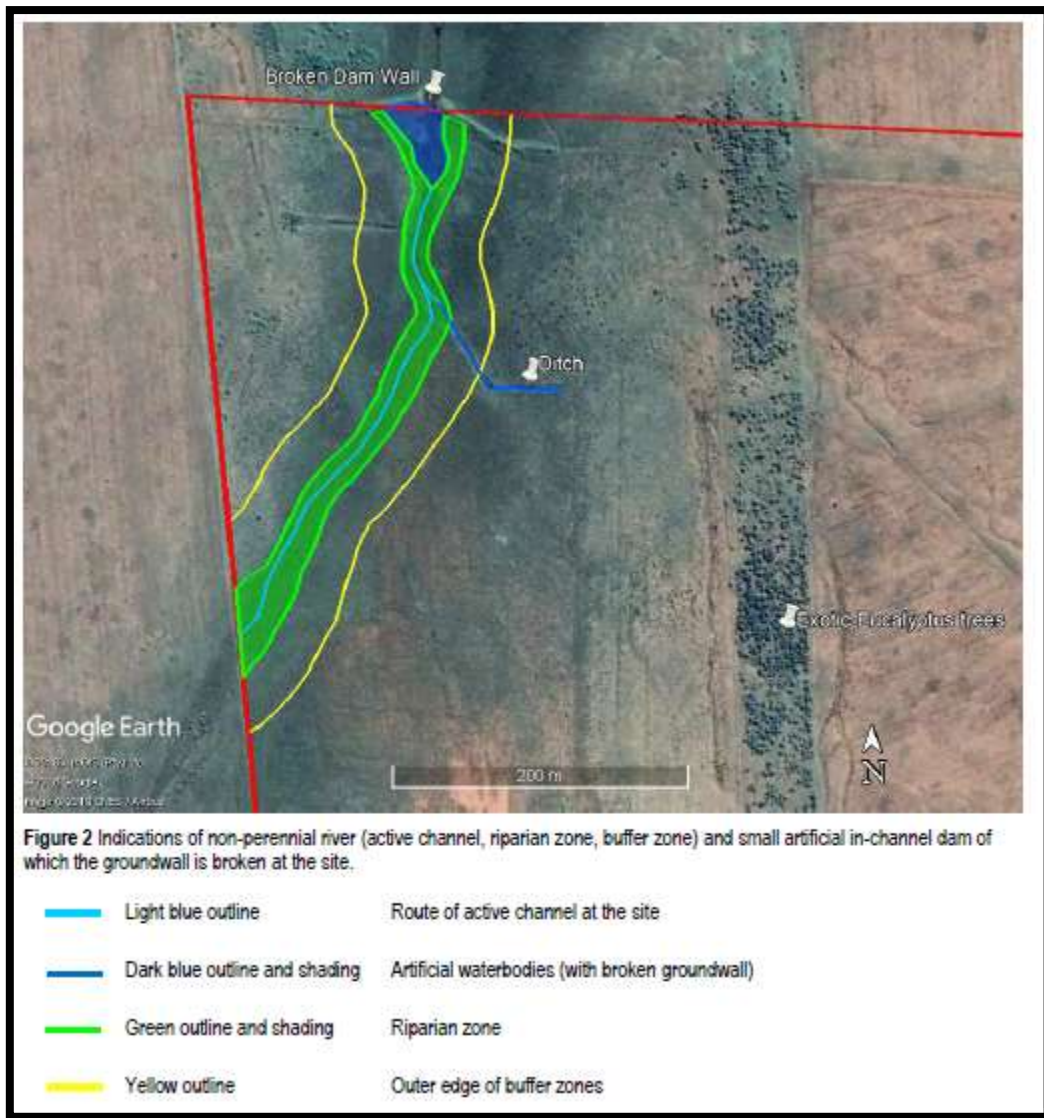 Broken Dam Wall
Ditch
Exotic Eucalyptus trees
Google Earth
200 m
N
Figure 2 Indications of non-perennial river (active channel, riparian zone, buffer zone) and small artificial in-channel dam of
which the groundwall is broken at the site.
Light blue outline Route of active channel at the site
Dark blue outline and shading Artificial waterbodies (with broken groundwall)
Green outline and shading Riparian zone
Yellow outline Outer edge of buffer zones